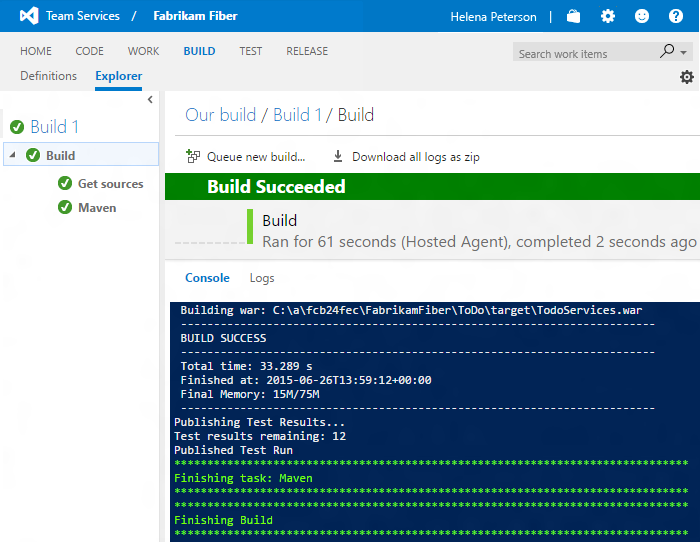 Team Services / Fabrikam Fiber Helena Peterson |
HOME CODE WORK BUILD TEST RELEASE Search work items
Definitions Explorer
Build 1
Build
Get sources
Maven
Our build / Build 1 / Build
Queue new build... Download all logs as zip
Build Succeeded
Build
Ran for 61 seconds (Hosted Agent), completed 2 seconds ago
Console Logs
Building war: C:\a\fcb24fec\FabrikamFiber\ToDo\target\TodoServices.war
------------------------------------------------------------------------
BUILD SUCCESS
------------------------------------------------------------------------
Total time: 33.289 s
Finished at: 2015-06-26T13:59:12+00:00
Final Memory: 15M/75M
------------------------------------------------------------------------
Publishing Test Results...
Test results remaining: 12
Published Test Run
******************************************************************************
Finishing task: Maven
******************************************************************************
******************************************************************************
Finishing Build
******************************************************************************